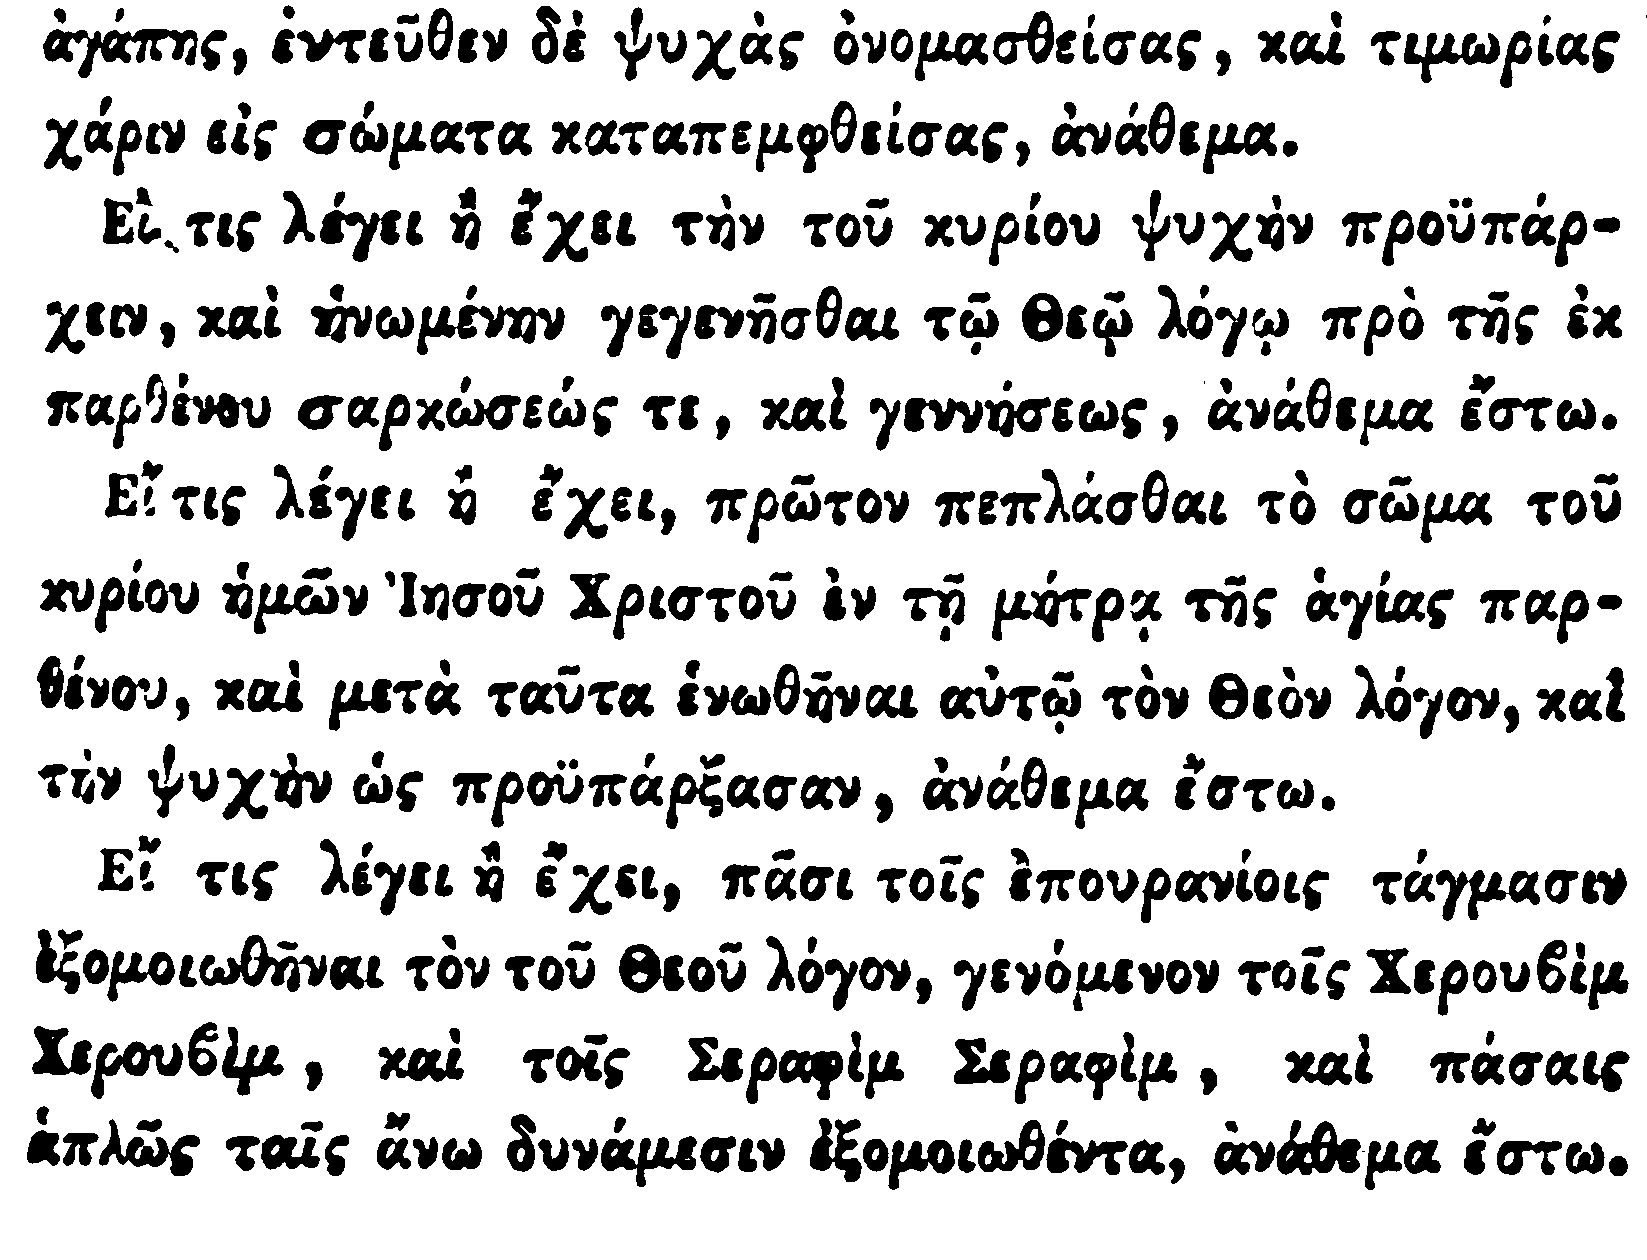 ἀγάπης, ἐντεῦθεν δὲ ψυχὰς ὀνομασθείσας, καὶ τιμωρίας
χάριν εἰς σώματα καταπεμφθείσας, ἀνάθεμα.
Εἴ τις λέγει ἢ ἔχει τὴν τοῦ κυρίου ψυχὴν προϋπάρ-
χειν, καὶ ἡνωμένην γεγενῆσθαι τῷ Θεῷ λόγῳ πρὸ τῆς ἐκ
παρθένου σαρκώσεώς τε, καὶ γεννήσεως, ἀνάθεμα ἔστω.
Εἴ τις λέγει ἢ ἔχει, πρῶτον πεπλάσθαι τὸ σῶμα τοῦ
κυρίου ἡμῶν Ἰησοῦ Χριστοῦ ἐν τῇ μήτρᾳ τῆς ἁγίας παρ-
θένου, καὶ μετὰ ταῦτα ἑνωθῆναι αὐτῷ τὸν Θεὸν λόγον, καὶ
τὴν ψυχὴν ὡς προϋπάρξασαν, ἀνάθεμα ἔστω.
Εἴ τις λέγει ἢ ἔχει, πᾶσι τοῖς ἐπουρανίοις τάγμασιν
ἐξομοιωθῆναι τὸν τοῦ Θεοῦ λόγον, γενόμενον τοῖς Χερουβὶμ
Χερουβὶμ, καὶ τοῖς Σεραφὶμ Σεραφὶμ, καὶ πάσαις
ἁπλῶς ταῖς ἄνω δυνάμεσιν ἐξομοιωθέντα, ἀνάθεμα ἔστω.